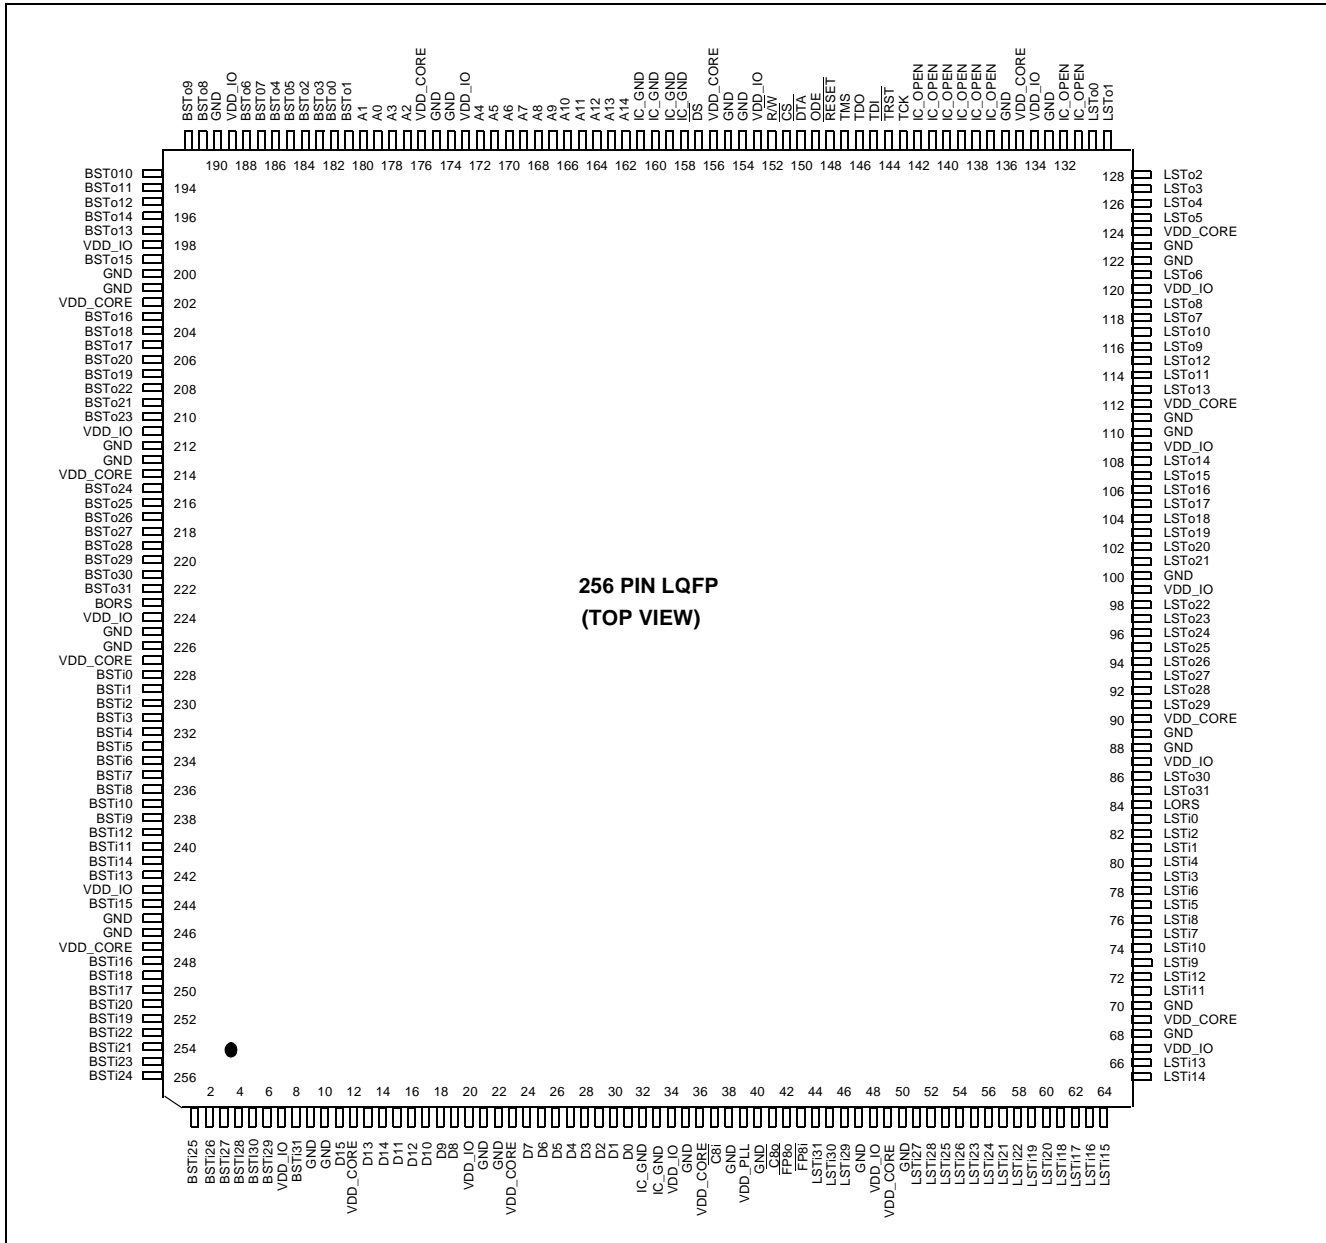 BSTo9 BSTo8 GND VDD_IO BSTo6 BST07 BSTo4 BSTO5 BSTo2 BSTo3 BSTo0 BSTo1 A1 A0 A3 A2 VDD_CORE GND GND VDD_IO A4 A5 A6 A7 A8 A9 A10 A11 A12 A13 A14 IC_GND IC_GND IC_GND IC_GND DS VDD_CORE GND GND VDD_IO R/W CS DTA ODE RESET TMS TDO TDI TRST TCK IC_OPEN IC_OPEN IC_OPEN IC_OPEN IC_OPEN IC_OPEN GND VDD_CORE VDD_IO GND IC_OPEN IC_OPEN LSTo0 LSTo1
190 188 186 184 182 180 178 176 174 172 170 168 166 164 162 160 158 156 154 152 150 148 146 144 142 140 138 136 134 132
BST010
BSTo11 194
BSTo12
BSTo14 196
BSTo13
VDD_IO 198
BSTo15
GND 200
GND
VDD_CORE 202
BSTo16
BSTo18 204
BSTo17
BSTo20 206
BSTo19
BSTo22 208
BSTo21
BSTo23 210
VDD_IO
GND 212
GND
VDD_CORE 214
BSTo24
BSTo25 216
BSTo26
BSTo27 218
BSTo28
BSTo29 220
BSTo30
BSTo31 222
BORS
VDD_IO 224
GND
GND 226
VDD_CORE
BSTi0 228
BSTi1
BSTi2 230
BSTi3
BSTi4 232
BSTi5
BSTi6 234
BSTi7
BSTi8 236
BSTi10
BSTi9 238
BSTi12
BSTi11 240
BSTi14
BSTi13 242
VDD_IO
BSTi15 244
GND
GND 246
VDD_CORE
BSTi16 248
BSTi18
BSTi17 250
BSTi20
BSTi19 252
BSTi22
BSTi21 254
BSTi23
BSTi24 256
256 PIN LQFP
(TOP VIEW)
128 LSTo2
LSTo3
126 LSTo4
LSTo5
124 VDD_CORE
GND
122 GND
LSTo6
120 VDD_IO
LSTo8
118 LSTo7
LSTo10
116 LSTo9
LSTo12
114 LSTo11
LSTo13
112 VDD_CORE
GND
110 GND
VDD_IO
108 LSTo14
LSTo15
106 LSTo16
LSTo17
104 LSTo18
LSTo19
102 LSTo20
LSTo21
100 GND
VDD_IO
98 LSTo22
LSTo23
96 LSTo24
LSTo25
94 LSTo26
LSTo27
92 LSTo28
LSTo29
90 VDD_CORE
GND
88 GND
VDD_IO
86 LSTo30
LSTo31
84 LORS
LSTi0
82 LSTi2
LSTi1
80 LSTi4
LSTi3
78 LSTi6
LSTi5
76 LSTi8
LSTi7
74 LSTi10
LSTi9
72 LSTi12
LSTi11
70 GND
VDD_CORE
68 GND
VDD_IO
66 LSTi13
LSTi14
2 4 6 8 10 12 14 16 18 20 22 24 26 28 30 32 34 36 38 40 42 44 46 48 50 52 54 56 58 60 62 64
BSTi25 BSTi26 BSTi27 BSTi28 BSTi30 BSTi29 VDD_IO BSTi31 GND GND D15 VDD_CORE D13 D14 D11 D12 D10 D9 D8 VDD_IO GND GND VDD_CORE D7 D6 D5 D4 D3 D2 D1 D0 IC_GND IC_GND VDD_IO GND VDD_CORE C8i GND VDD_PLL GND C8o FP8o FP8i LSTi31 LSTi30 LSTi29 GND VDD_IO VDD_CORE GND LSTi27 LSTi28 LSTi25 LSTi26 LSTi23 LSTi24 LSTi21 LSTi22 LSTi19 LSTi20 LSTi18 LSTi17 LSTi16 LSTi15